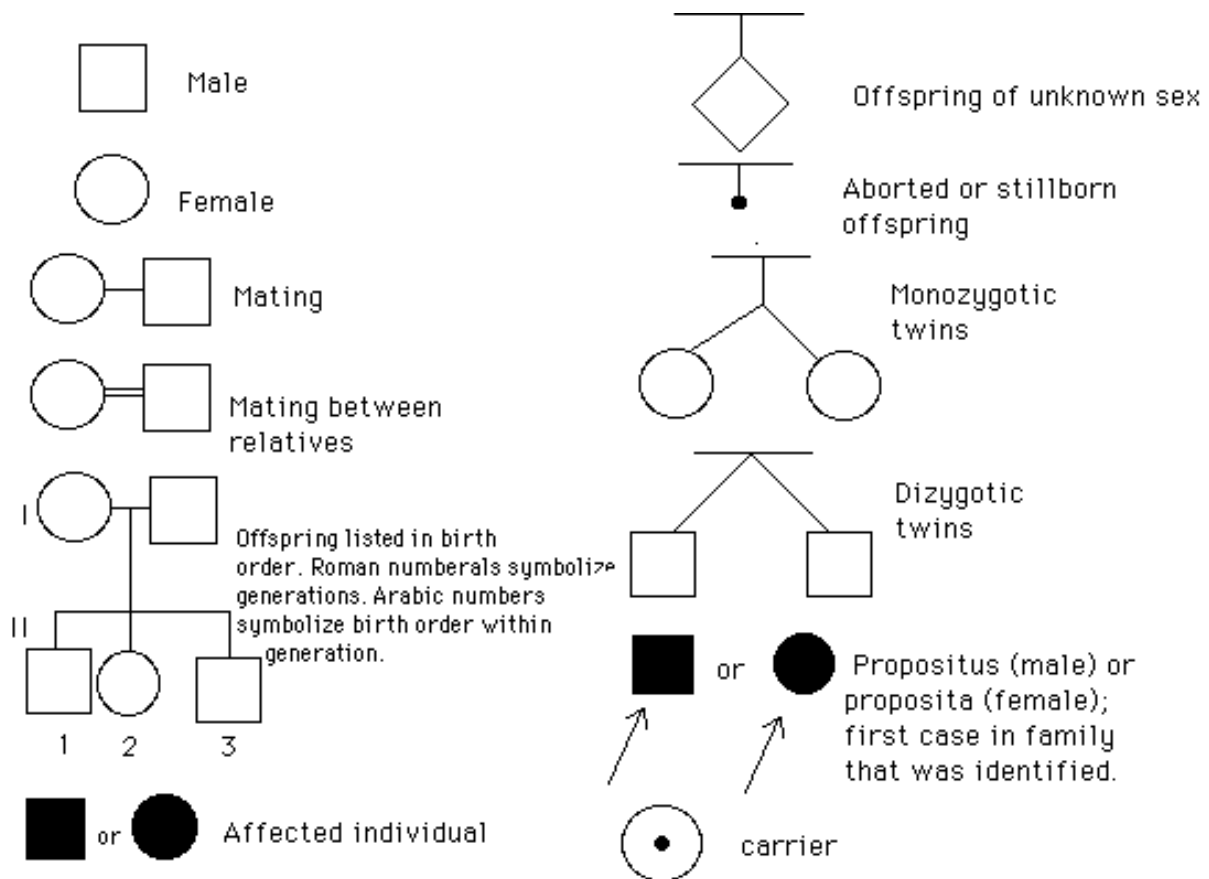 Male
Female
Mating
Mating between
relatives
I
Offspring listed in birth
order. Roman numberals symbolize
generations. Arabic numbers
symbolize birth order within
generation.
II
1 2 3
or Affected individual
Offspring of unknown sex
Aborted or stillborn
offspring
Monozygotic
twins
Dizygotic
twins
or Propositus (male) or
proposita (female);
first case in family
that was identified.
carrier